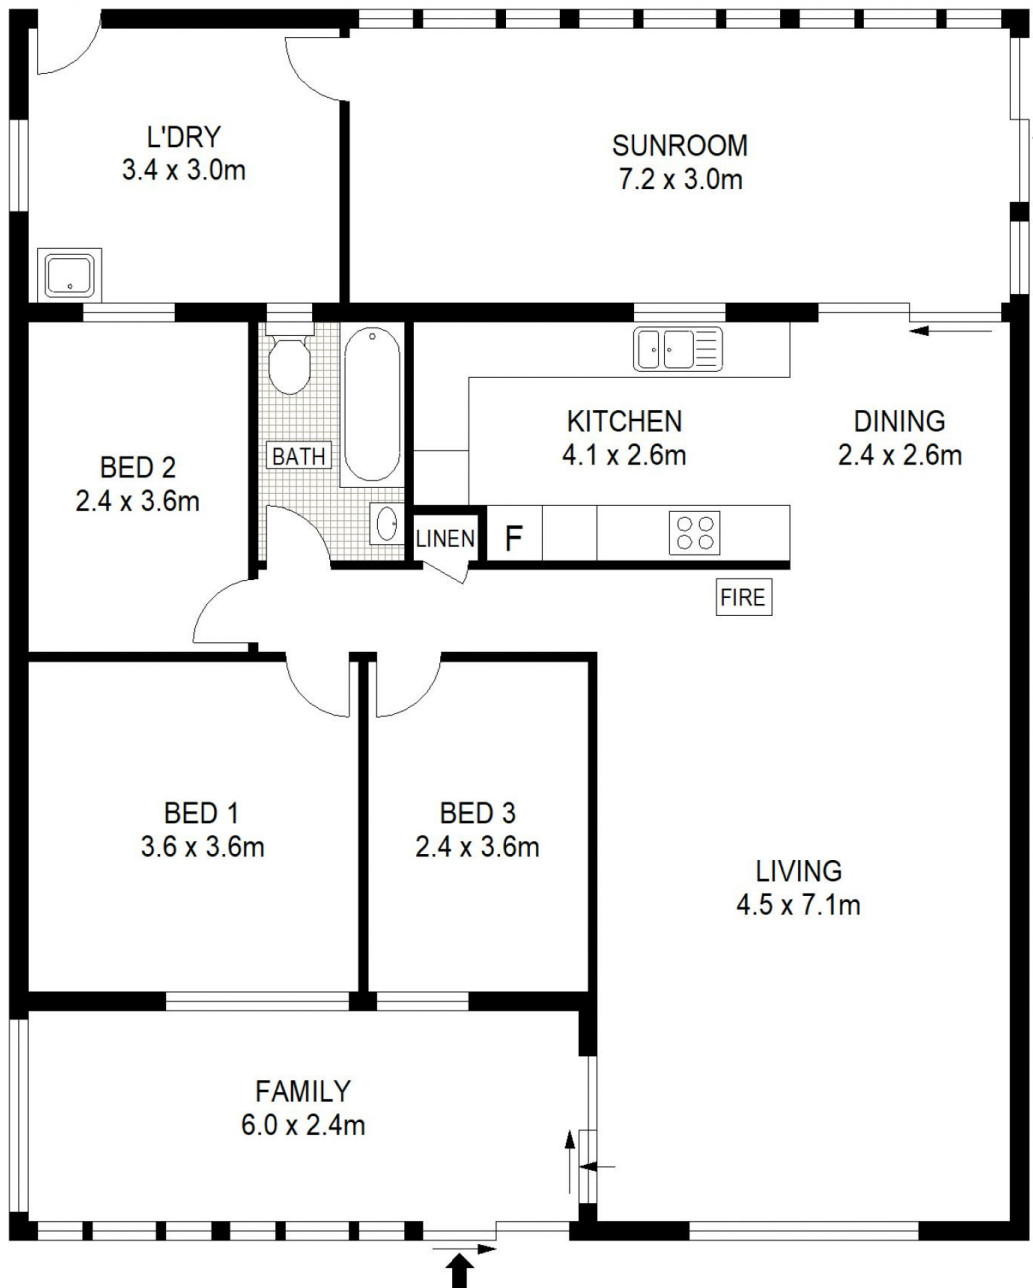 L'DRY
3.4 x 3.0m
SUNROOM
7.2 x 3.0m
KITCHEN
4.1 x 2.6m
DINING
2.4 x 2.6m
BATH
BED 2
2.4 x 3.6m
LINEN
F
FIRE
BED 1
3.6 x 3.6m
BED 3
2.4 x 3.6m
LIVING
4.5 x 7.1m
FAMILY
6.0 x 2.4m